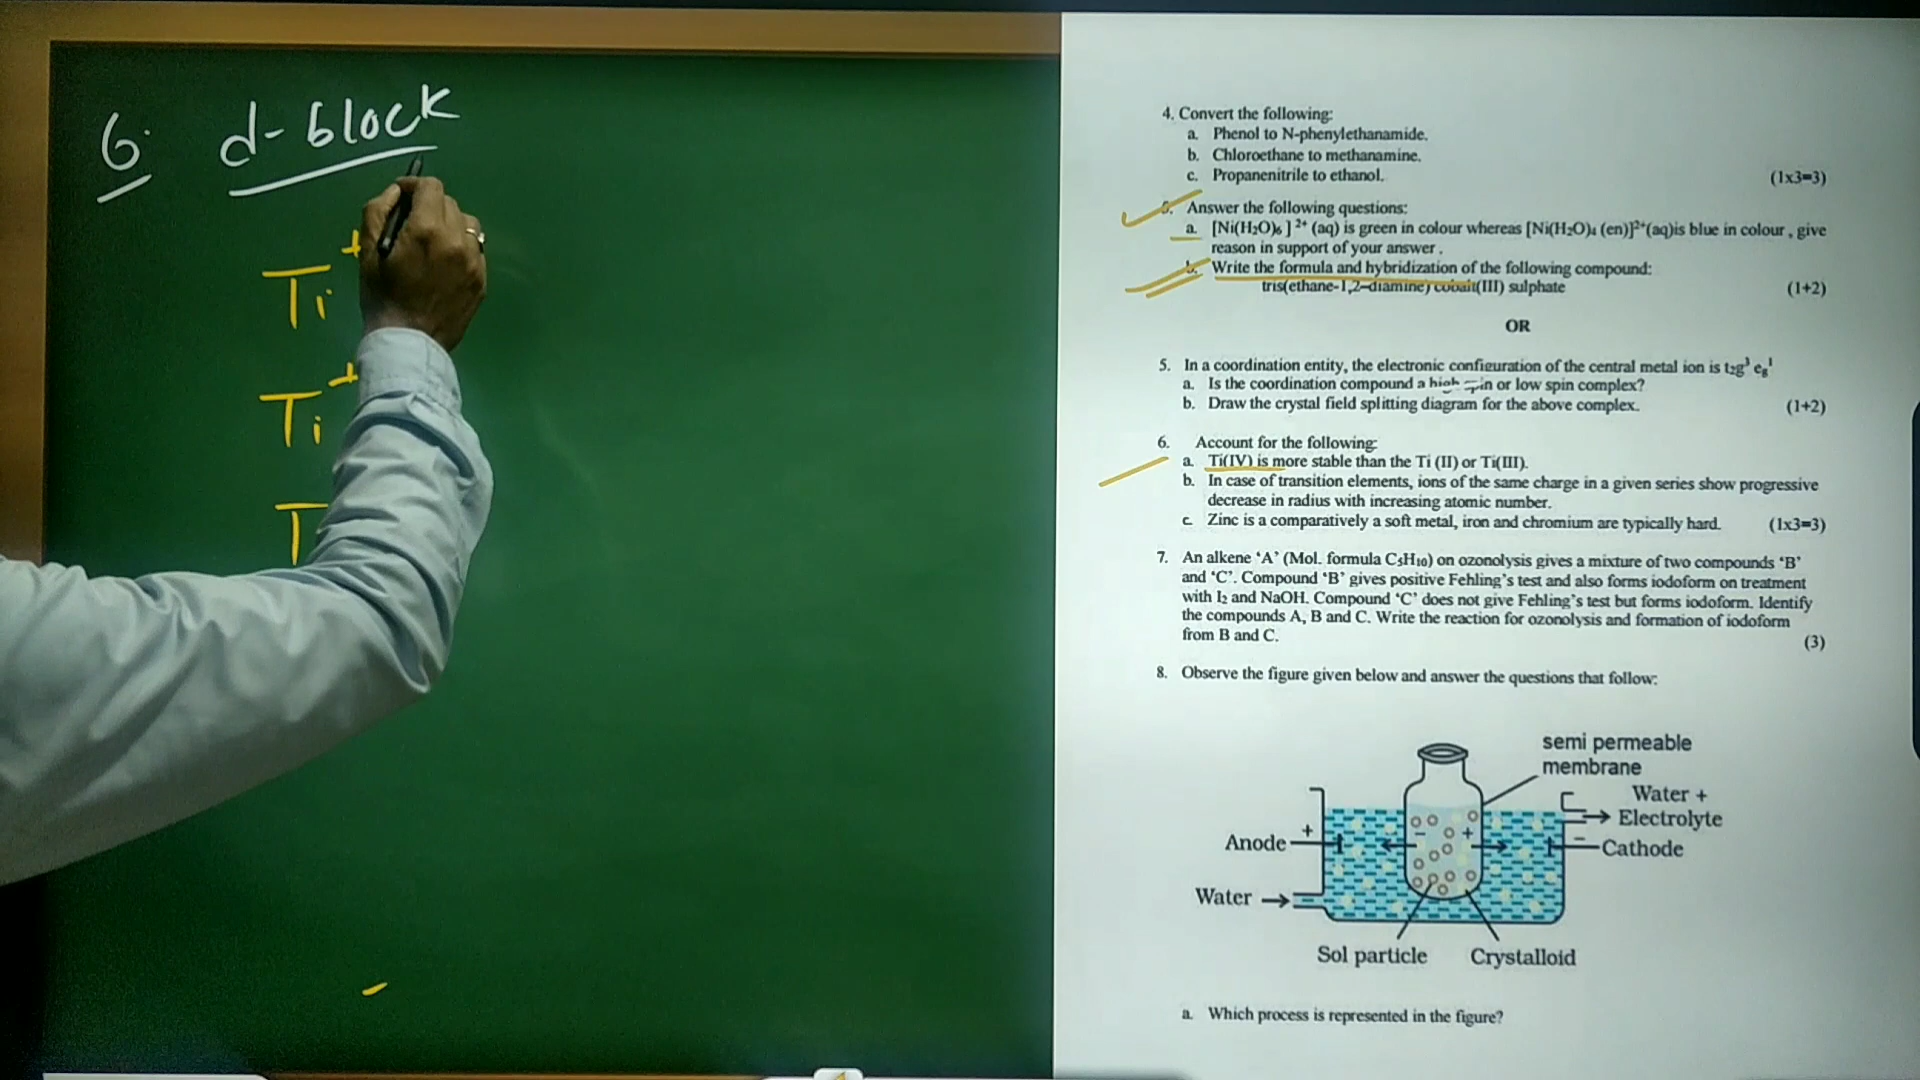 6. d-block
Ti+
Ti+
T
4. Convert the following:
a. Phenol to N-phenylethanamide.
b. Chloroethane to methanamine.
c. Propanenitrile to ethanol. (1x3=3)
5. Answer the following questions:
a. [Ni(H₂O)₆]²⁺ (aq) is green in colour whereas [Ni(H₂O)₄ (en)]²⁺(aq)is blue in colour , give
reason in support of your answer .
b. Write the formula and hybridization of the following compound:
tris(ethane-1,2–diamine) cobalt(III) sulphate (1+2)
OR
5. In a coordination entity, the electronic configuration of the central metal ion is t₂g³ eg¹
a. Is the coordination compound a high spin or low spin complex?
b. Draw the crystal field splitting diagram for the above complex. (1+2)
6. Account for the following:
a. Ti(IV) is more stable than the Ti (II) or Ti(III).
b. In case of transition elements, ions of the same charge in a given series show progressive
decrease in radius with increasing atomic number.
c. Zinc is a comparatively a soft metal, iron and chromium are typically hard. (1x3=3)
7. An alkene ‘A’ (Mol. formula C₅H₁₀) on ozonolysis gives a mixture of two compounds ‘B’
and ‘C’. Compound ‘B’ gives positive Fehling’s test and also forms iodoform on treatment
with I₂ and NaOH. Compound ‘C’ does not give Fehling’s test but forms iodoform. Identify
the compounds A, B and C. Write the reaction for ozonolysis and formation of iodoform
from B and C. (3)
8. Observe the figure given below and answer the questions that follow:
semi permeable
membrane
Water +
Electrolyte
Anode +
− Cathode
− +
Water
Sol particle Crystalloid
a. Which process is represented in the figure?